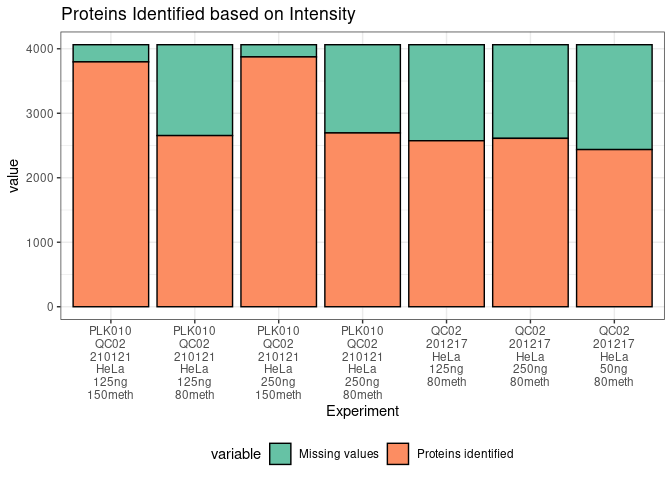 Proteins Identified based on Intensity
value
4000
3000
2000
1000
0
PLK010
QC02
210121
HeLa
125ng
150meth
PLK010
QC02
210121
HeLa
125ng
80meth
PLK010
QC02
210121
HeLa
250ng
150meth
PLK010
QC02
210121
HeLa
250ng
80meth
QC02
201217
HeLa
125ng
80meth
QC02
201217
HeLa
250ng
80meth
QC02
201217
HeLa
50ng
80meth
Experiment
variable
Missing values
Proteins identified